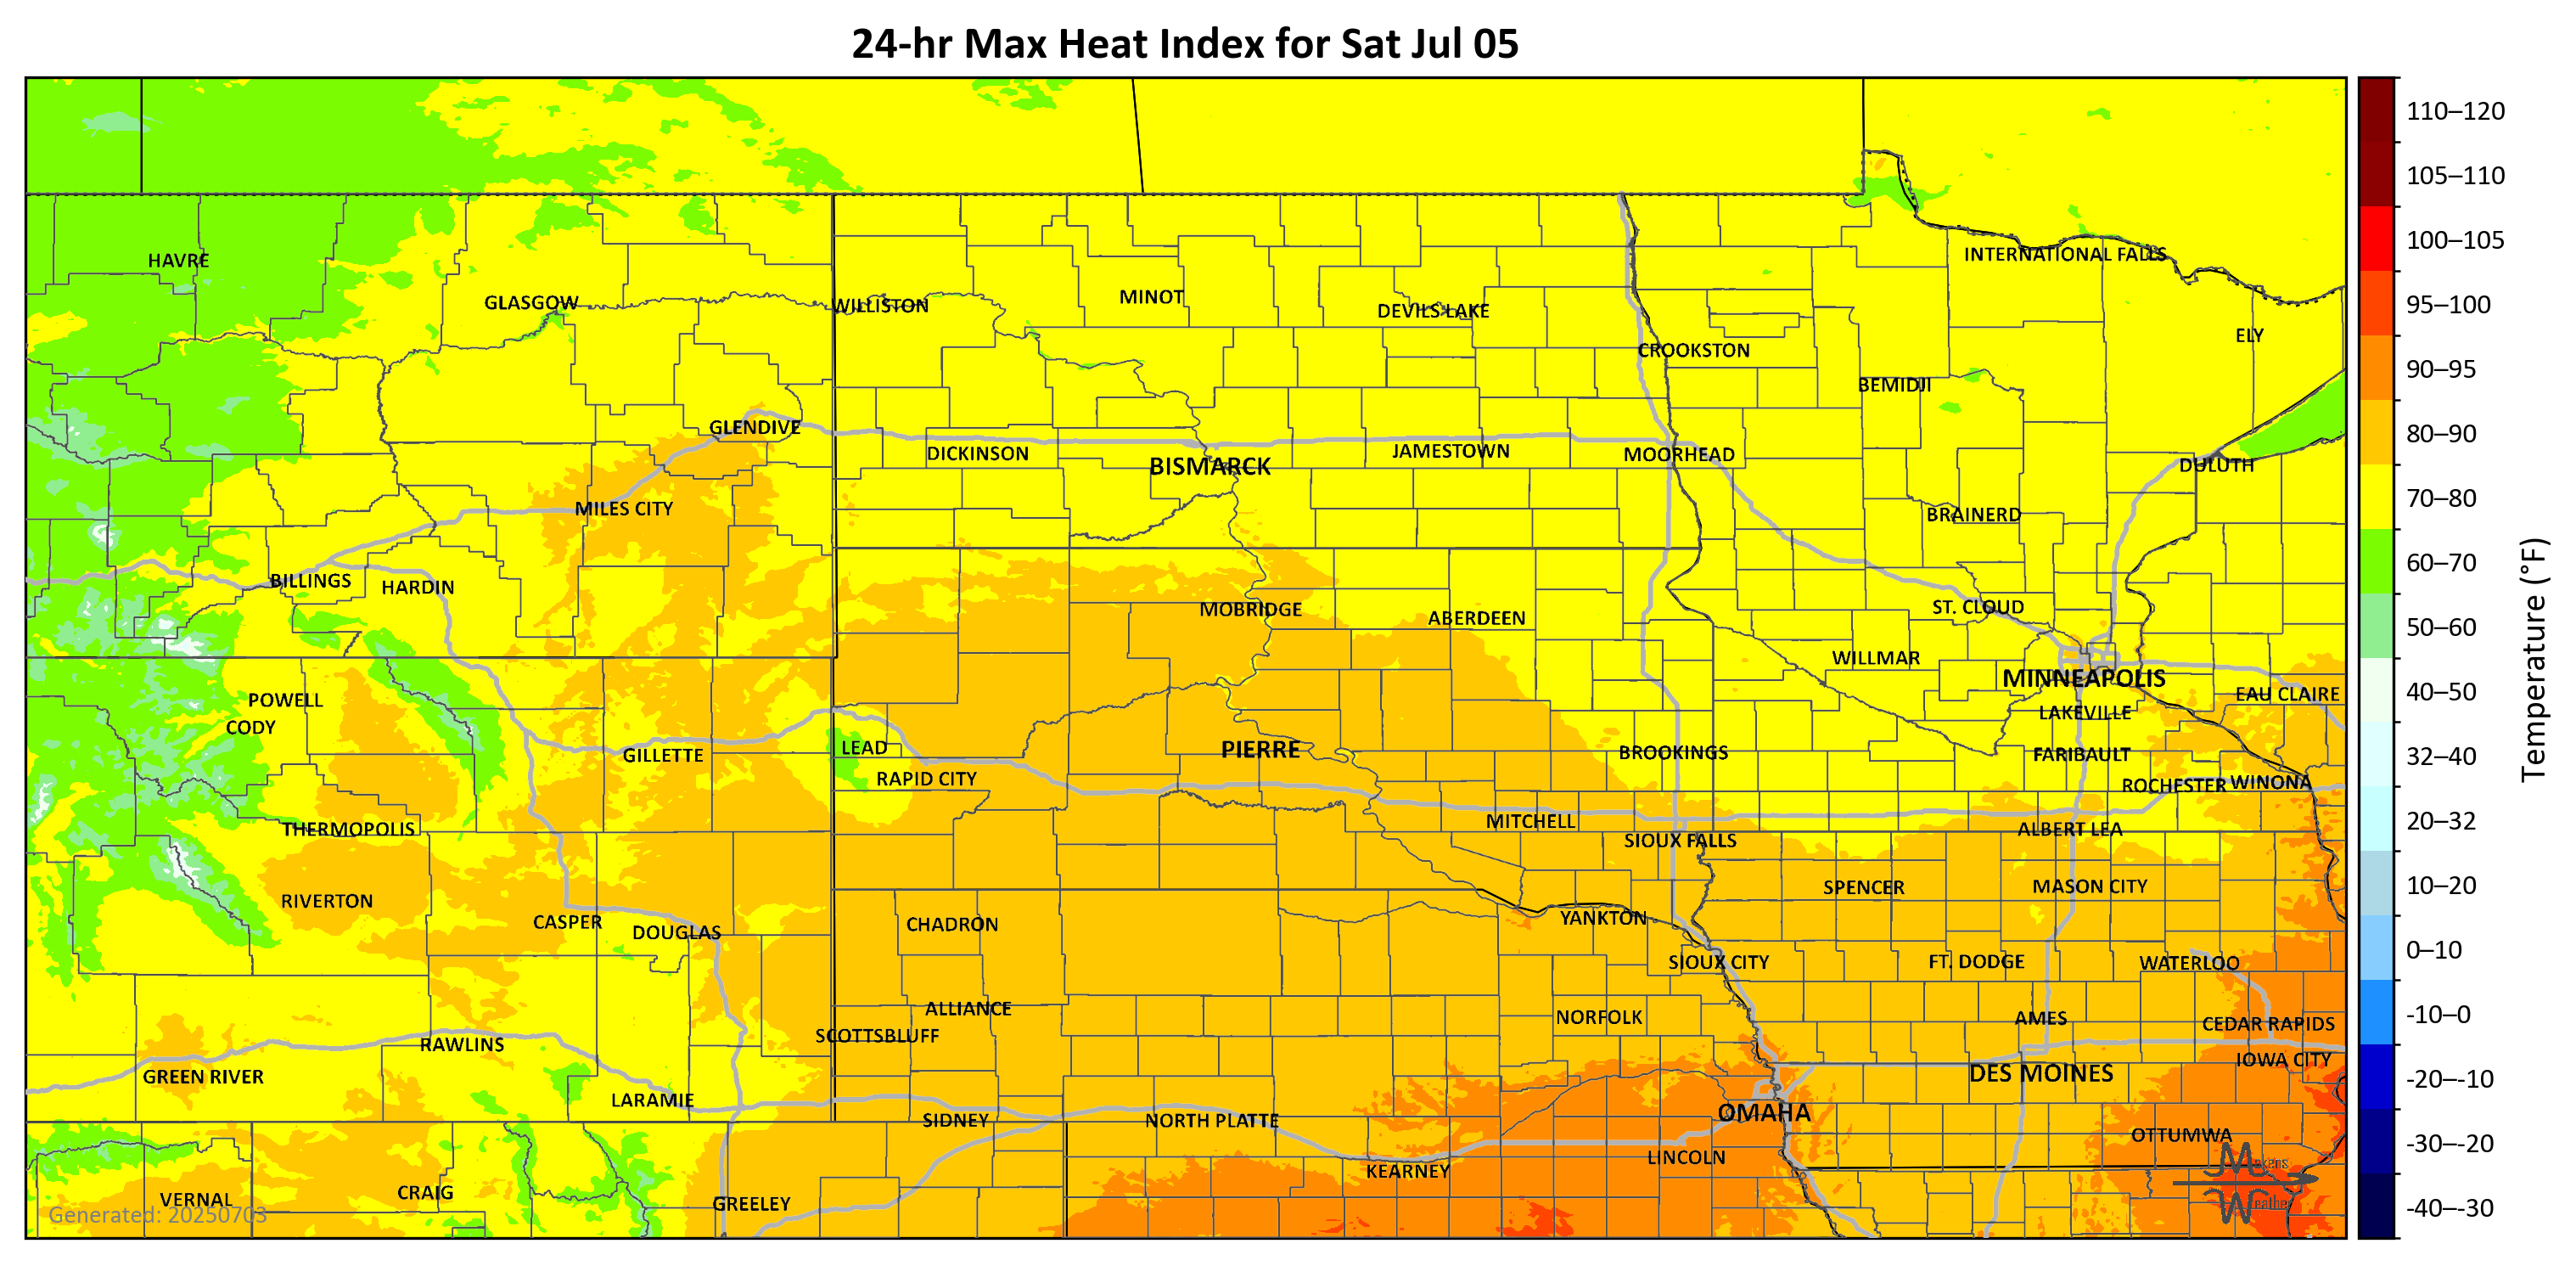 24-hr Max Heat Index for Sat Jul 05
110–120
105–110
100–105
95–100
90–95
80–90
70–80
60–70
50–60
40–50
32–40
20–32
10–20
0–10
-10–0
-20–-10
-30–-20
-40–-30
Temperature (°F)
HAVRE
INTERNATIONAL FALLS
GLASGOW
WILLISTON
MINOT
DEVILS LAKE
ELY
CROOKSTON
BEMIDJI
GLENDIVE
DICKINSON
BISMARCK
JAMESTOWN
MOORHEAD
DULUTH
MILES CITY
BRAINERD
BILLINGS
HARDIN
MOBRIDGE
ABERDEEN
ST. CLOUD
WILLMAR
MINNEAPOLIS
EAU CLAIRE
POWELL
LAKEVILLE
CODY
GILLETTE
LEAD
PIERRE
BROOKINGS
FARIBAULT
RAPID CITY
ROCHESTER
WINONA
THERMOPOLIS
MITCHELL
SIOUX FALLS
ALBERT LEA
RIVERTON
SPENCER
MASON CITY
CASPER
DOUGLAS
CHADRON
YANKTON
SIOUX CITY
FT. DODGE
WATERLOO
ALLIANCE
NORFOLK
AMES
CEDAR RAPIDS
SCOTTSBLUFF
RAWLINS
IOWA CITY
GREEN RIVER
DES MOINES
LARAMIE
OMAHA
SIDNEY
NORTH PLATTE
OTTUMWA
LINCOLN
KEARNEY
VERNAL
CRAIG
GREELEY
Makens
Weather
Generated: 20250703